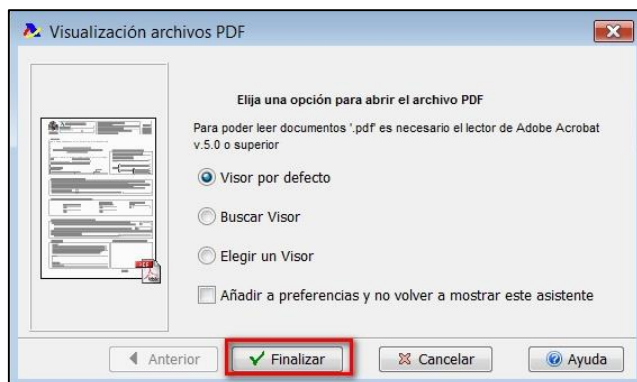 Visualización archivos PDF
Elija una opción para abrir el archivo PDF
Para poder leer documentos '.pdf' es necesario el lector de Adobe Acrobat
v.5.0 o superior
Visor por defecto
Buscar Visor
Elegir un Visor
Añadir a preferencias y no volver a mostrar este asistente
Anterior
Finalizar
Cancelar
Ayuda